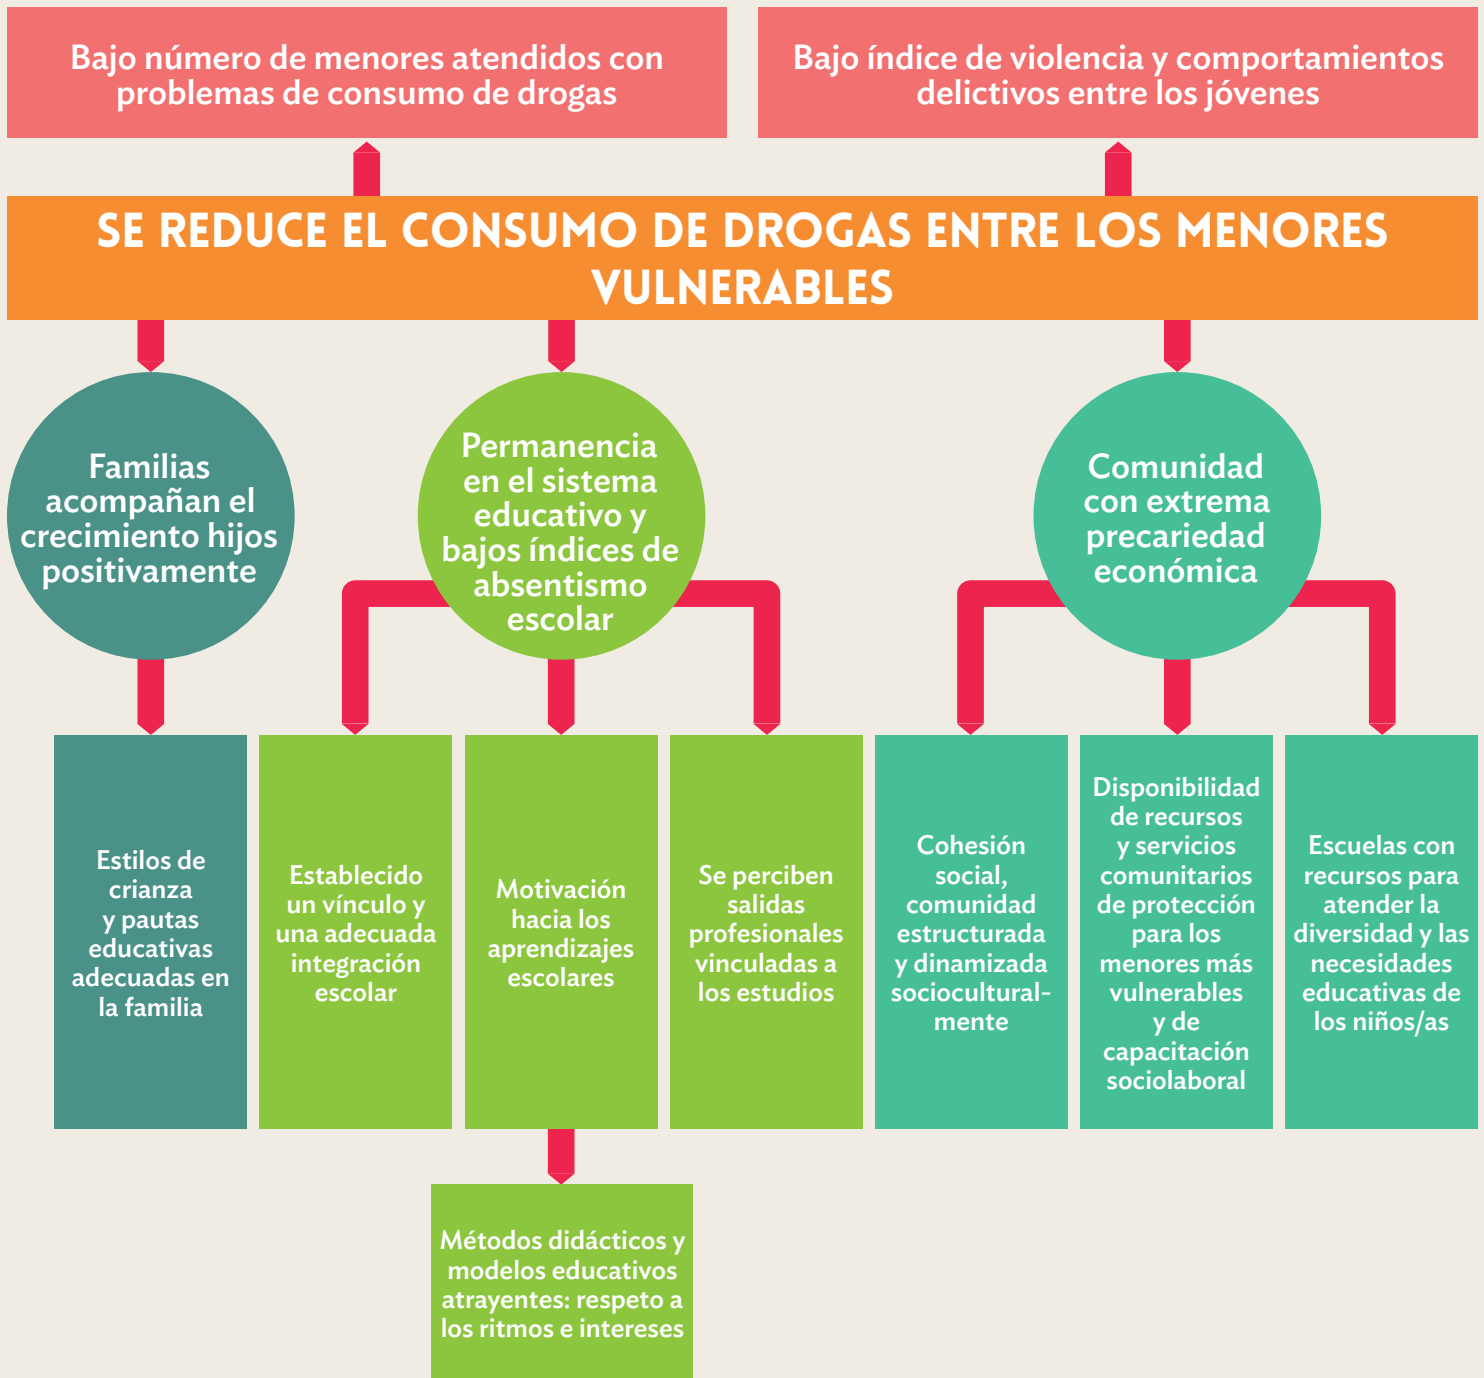 Bajo número de menores atendidos con
problemas de consumo de drogas
Bajo índice de violencia y comportamientos
delictivos entre los jóvenes
SE REDUCE EL CONSUMO DE DROGAS ENTRE LOS MENORES
VULNERABLES
Familias
acompañan el
crecimiento hijos
positivamente
Permanencia
en el sistema
educativo y
bajos índices de
absentismo
escolar
Comunidad
con extrema
precariedad
económica
Estilos de
crianza
y pautas
educativas
adecuadas en
la familia
Establecido
un vínculo y
una adecuada
integración
escolar
Motivación
hacia los
aprendizajes
escolares
Se perciben
salidas
profesionales
vinculadas a
los estudios
Cohesión
social,
comunidad
estructurada
y dinamizada
sociocultural-
mente
Disponibilidad
de recursos
y servicios
comunitarios
de protección
para los
menores más
vulnerables
y de
capacitación
sociolaboral
Escuelas con
recursos para
atender la
diversidad y las
necesidades
educativas de
los niños/as
Métodos didácticos y
modelos educativos
atrayentes: respeto a
los ritmos e intereses